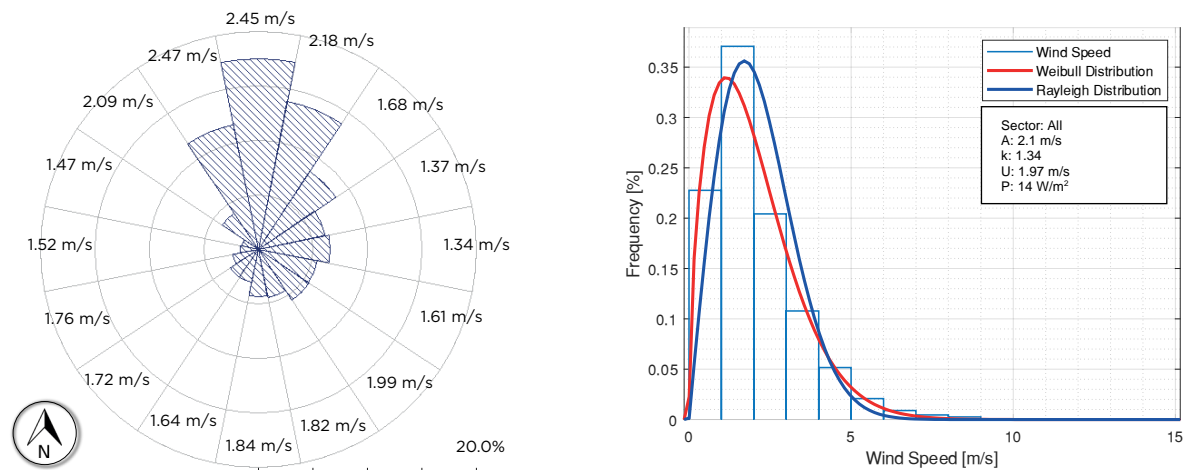 2.45 m/s
2.18 m/s
1.68 m/s
1.37 m/s
1.34 m/s
1.61 m/s
1.99 m/s
1.82 m/s
1.84 m/s
1.64 m/s
1.72 m/s
1.76 m/s
1.52 m/s
1.47 m/s
2.09 m/s
2.47 m/s
20.0%
N
Frequency [%]
0.35
0.3
0.25
0.2
0.15
0.1
0.05
0
0
5
10
15
Wind Speed [m/s]
Wind Speed
Weibull Distribution
Rayleigh Distribution
Sector: All
A: 2.1 m/s
k: 1.34
U: 1.97 m/s
P: 14 W/m²